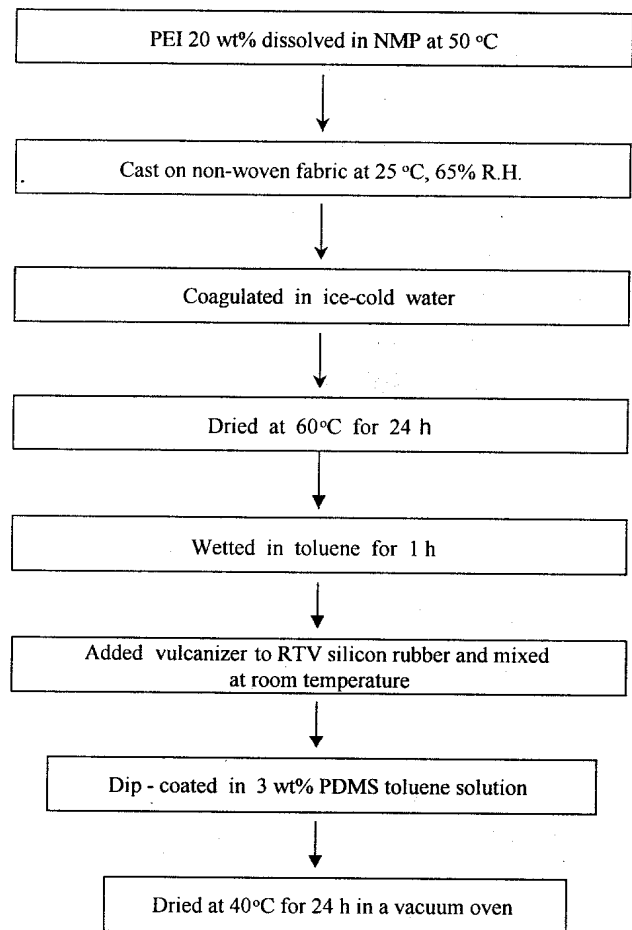 PEI 20 wt% dissolved in NMP at 50 °C
Cast on non-woven fabric at 25 °C, 65% R.H.
Coagulated in ice-cold water
Dried at 60°C for 24 h
Wetted in toluene for 1 h
Added vulcanizer to RTV silicon rubber and mixed
at room temperature
Dip - coated in 3 wt% PDMS toluene solution
Dried at 40°C for 24 h in a vacuum oven